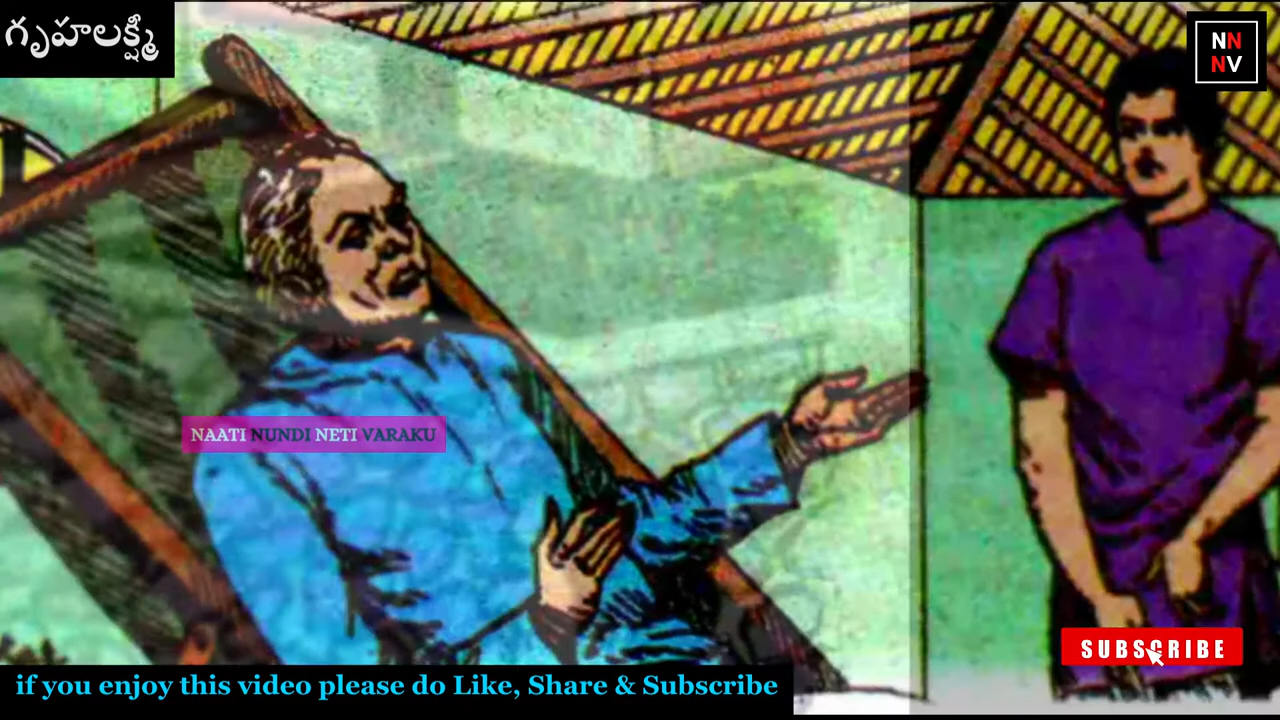 గృహలక్ష్మి
NN
NV
NAATI NUNDI NETI VARAKU
SUBSCRIBE
if you enjoy this video please do Like, Share & Subscribe